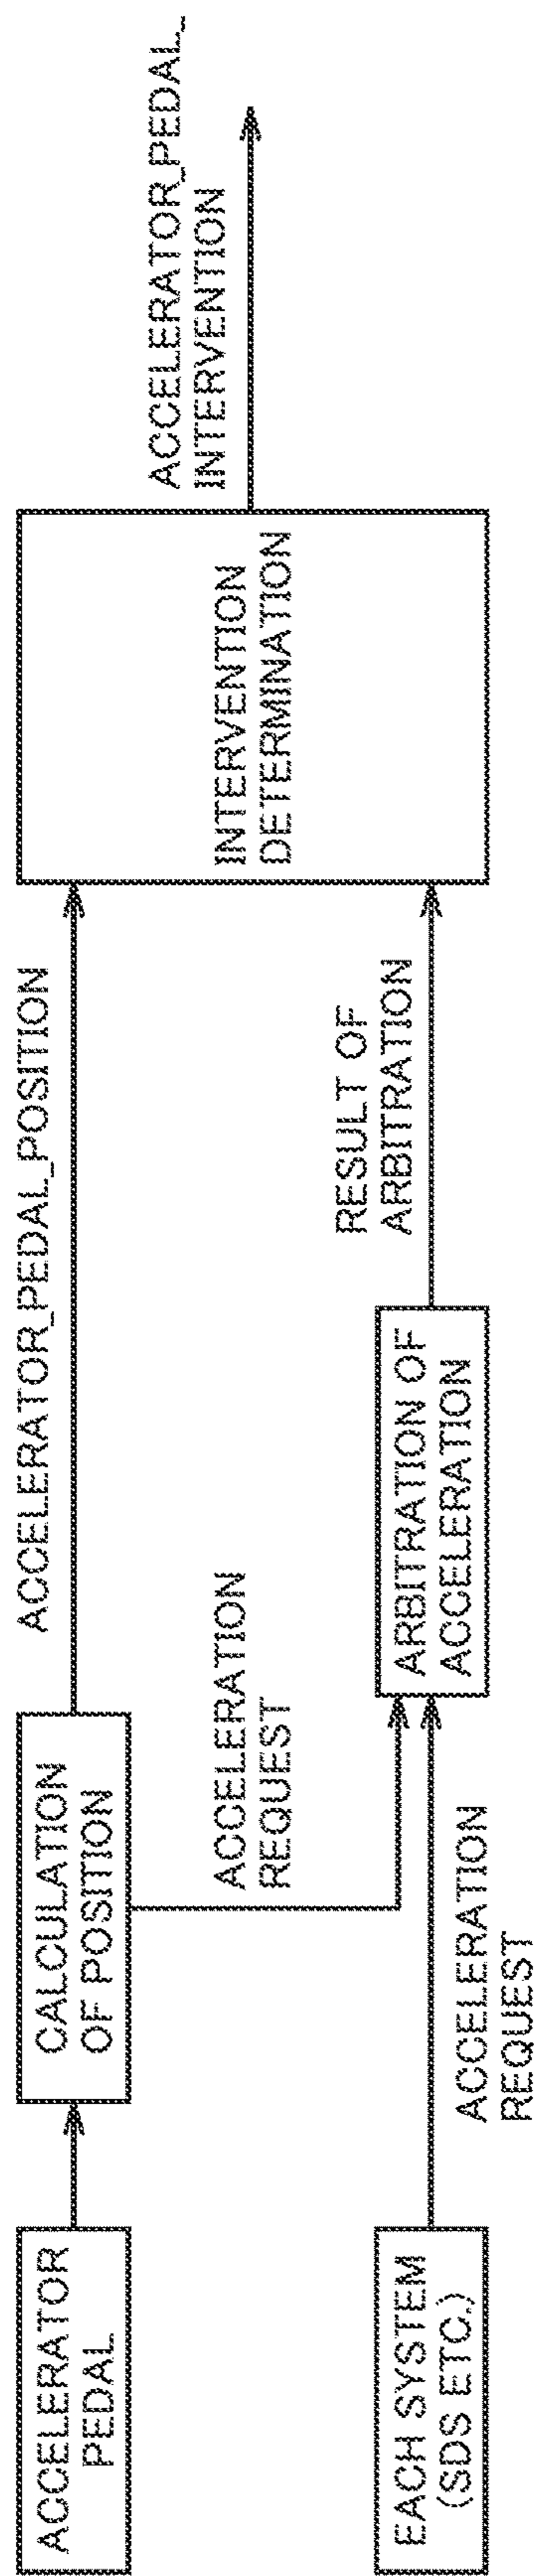 ACCELERATOR
PEDAL
CALCULATION
OF POSITION
ACCELERATOR_PEDAL_POSITION
ACCELERATION
REQUEST
EACH SYSTEM
(SDS ETC.)
ACCELERATION
REQUEST
ARBITRATION OF
ACCELERATION
RESULT OF
ARBITRATION
INTERVENTION
DETERMINATION
ACCELERATOR_PEDAL_
INTERVENTION